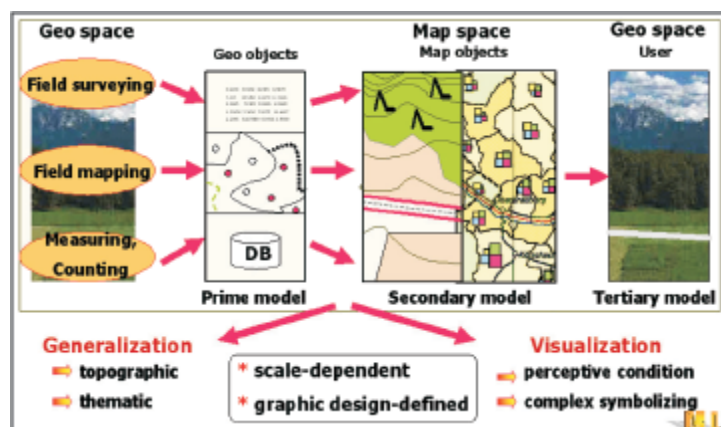 Geo space
Map space
Geo space
Geo objects
Map objects
User
Field surveying
Field mapping
Measuring,
Counting
DB
Prime model
Secondary model
Tertiary model
Generalization
topographic
thematic
* scale-dependent
* graphic design-defined
Visualization
perceptive condition
complex symbolizing